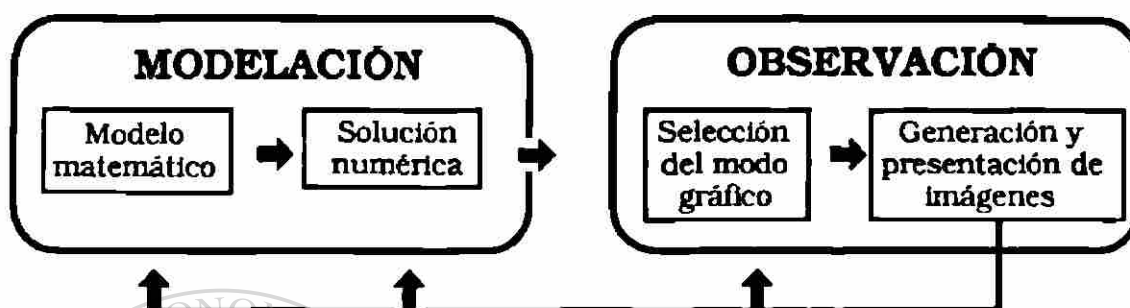 MODELACIÓN
Modelo
matemático
Solución
numérica
OBSERVACIÓN
Selección
del modo
gráfico
Generación y
presentación de
imágenes